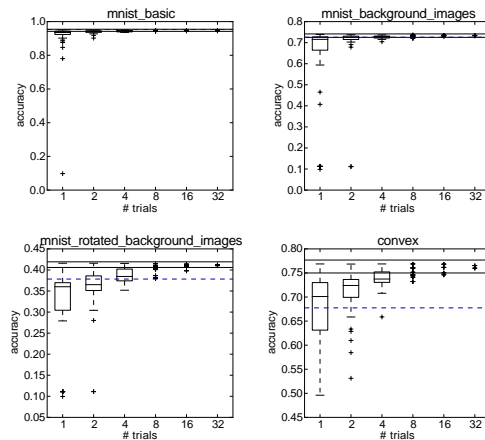 mnist_basic
1.0
0.8
0.6
0.4
0.2
0.0
accuracy
1 2 4 8 16 32
# trials
mnist_background_images
0.8
0.7
0.6
0.5
0.4
0.3
0.2
0.1
0.0
accuracy
1 2 4 8 16 32
# trials
mnist_rotated_background_images
0.45
0.40
0.35
0.30
0.25
0.20
0.15
0.10
0.05
accuracy
1 2 4 8 16 32
# trials
convex
0.80
0.75
0.70
0.65
0.60
0.55
0.50
0.45
accuracy
1 2 4 8 16 32
# trials